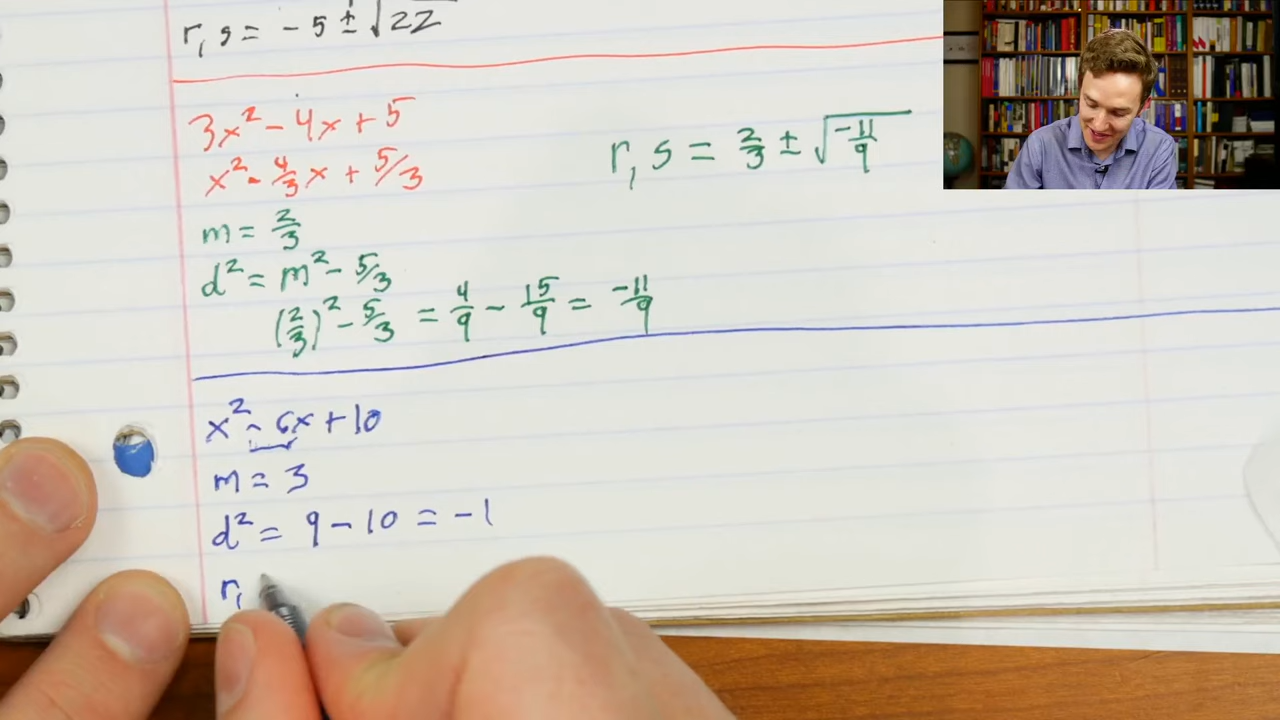 r, s = -5 ± √22
3x² - 4x + 5
x² - 4/3 x + 5/3
r, s = 2/3 ± √(-11/9)
m = 2/3
d² = m² - 5/3
(2/3)² - 5/3 = 4/9 - 15/9 = -11/9
x² - 6x + 10
m = 3
d² = 9 - 10 = -1
r,